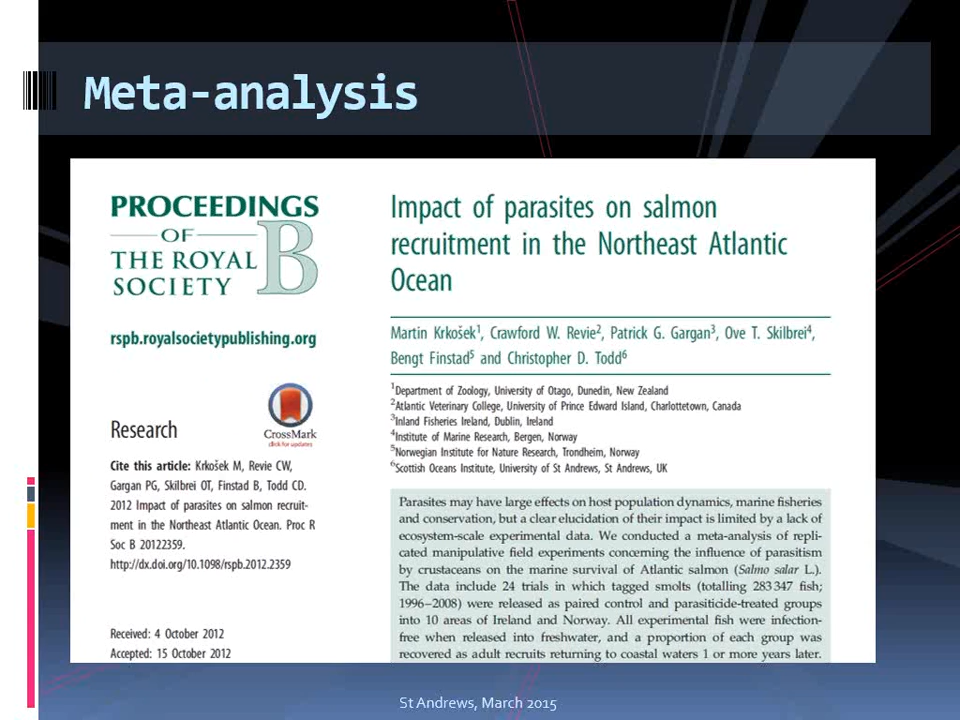 Meta-analysis
PROCEEDINGS
OF
THE ROYAL
SOCIETY B
rspb.royalsocietypublishing.org
Research
CrossMark
click for updates
Cite this article: Krkošek M, Revie CW,
Gargan PG, Skilbrei OT, Finstad B, Todd CD.
2012 Impact of parasites on salmon recruit-
ment in the Northeast Atlantic Ocean. Proc R
Soc B 20122359.
http://dx.doi.org/10.1098/rspb.2012.2359
Received: 4 October 2012
Accepted: 15 October 2012
Impact of parasites on salmon
recruitment in the Northeast Atlantic
Ocean
Martin Krkošek1, Crawford W. Revie2, Patrick G. Gargan3, Ove T. Skilbrei4,
Bengt Finstad5 and Christopher D. Todd6
1Department of Zoology, University of Otago, Dunedin, New Zealand
2Atlantic Veterinary College, University of Prince Edward Island, Charlottetown, Canada
3Inland Fisheries Ireland, Dublin, Ireland
4Institute of Marine Research, Bergen, Norway
5Norwegian Institute for Nature Research, Trondheim, Norway
6Scottish Oceans Institute, University of St Andrews, St Andrews, UK
Parasites may have large effects on host population dynamics, marine fisheries
and conservation, but a clear elucidation of their impact is limited by a lack of
ecosystem-scale experimental data. We conducted a meta-analysis of repli-
cated manipulative field experiments concerning the influence of parasitism
by crustaceans on the marine survival of Atlantic salmon (Salmo salar L.).
The data include 24 trials in which tagged smolts (totalling 283 347 fish;
1996–2008) were released as paired control and parasiticide-treated groups
into 10 areas of Ireland and Norway. All experimental fish were infection-
free when released into freshwater, and a proportion of each group was
recovered as adult recruits returning to coastal waters 1 or more years later.
St Andrews, March 2015